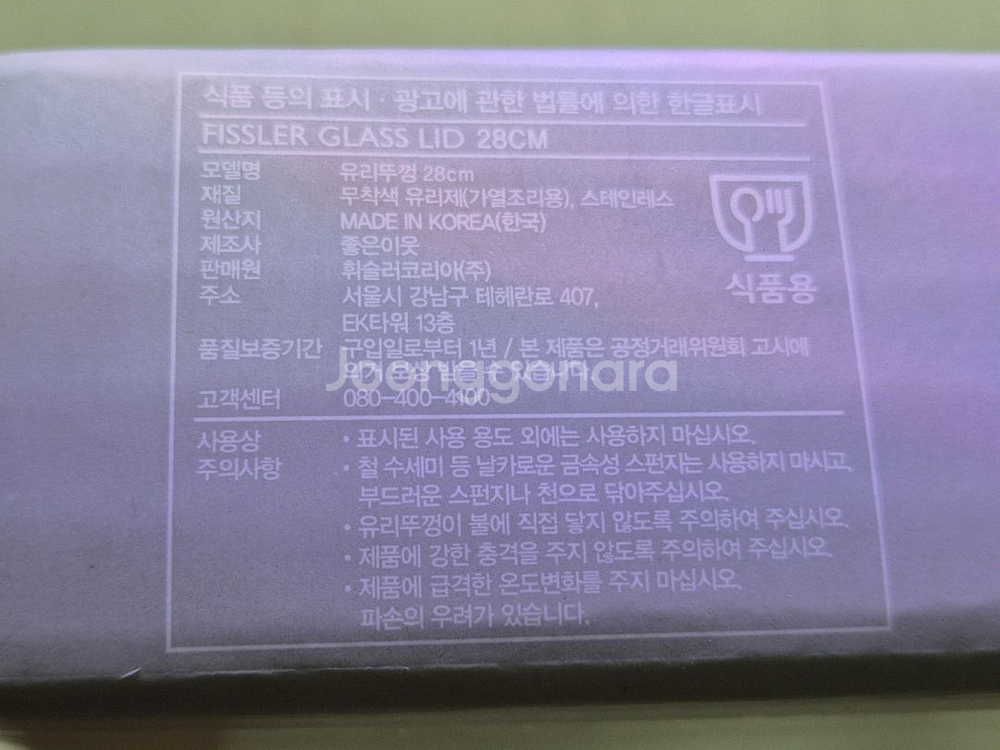 식품 등의 표시·광고에 관한 법률에 의한 한글표시
FISSLER GLASS LID 28CM
모델명 유리뚜껑 28cm
재질 무착색 유리제(가열조리용), 스테인레스
원산지 MADE IN KOREA(한국)
제조사 좋은이웃
판매원 휘슬러코리아(주)
주소 서울시 강남구 테헤란로 407,
EK타워 13층
식품용
품질보증기간 구입일로부터 1년 / 본 제품은 공정거래위원회 고시에
의거 보상 받을 수 있습니다.
Joonggonara
고객센터 080-400-4100
사용상 주의사항
• 표시된 사용 용도 외에는 사용하지 마십시오.
• 철 수세미 등 날카로운 금속성 스펀지는 사용하지 마시고,
부드러운 스펀지나 천으로 닦아주십시오.
• 유리뚜껑이 불에 직접 닿지 않도록 주의하여 주십시오.
• 제품에 강한 충격을 주지 않도록 주의하여 주십시오.
• 제품에 급격한 온도변화를 주지 마십시오.
파손의 우려가 있습니다.